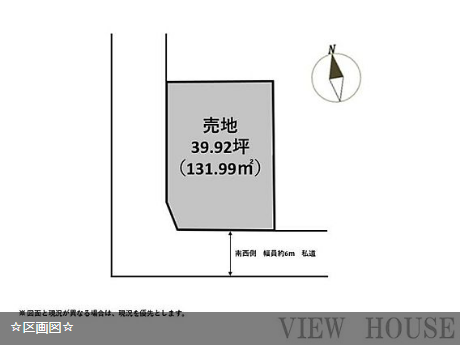 N
売地
39.92坪
（131.99㎡）
南西側 幅員約6m 私道
※ 図面と現況が異なる場合は、現況を優先とします。
☆区画図☆
VIEW HOUSE